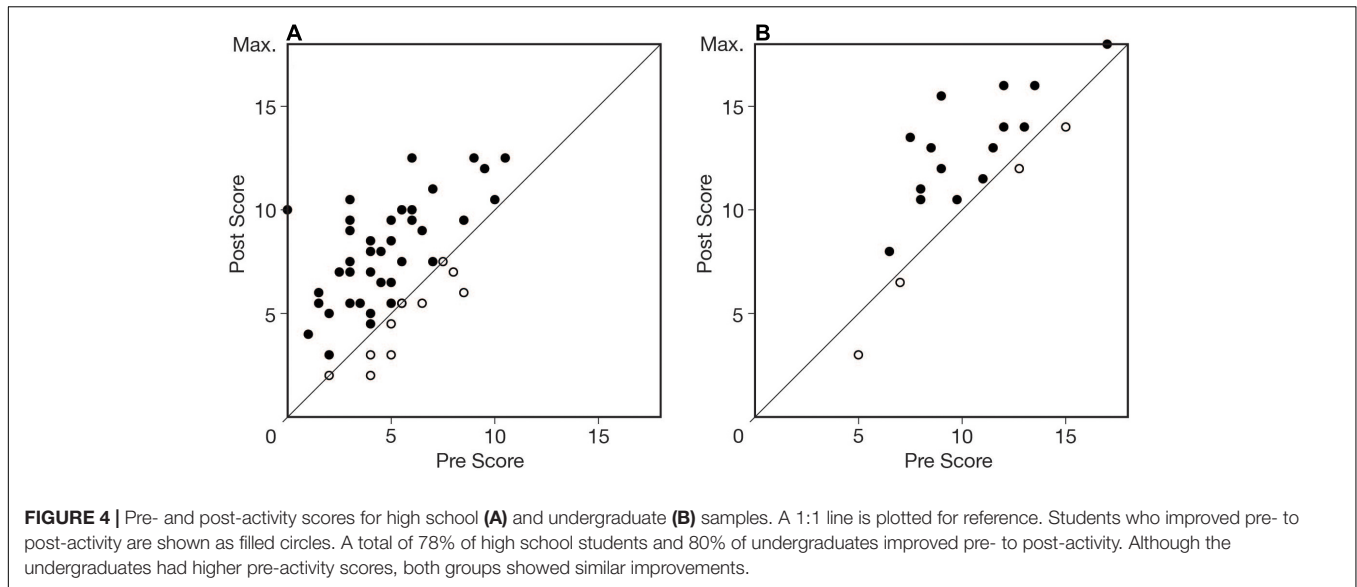 A
Max.
15
10
5
0
5
10
15
Post Score
Pre Score
B
Max.
15
10
5
0
5
10
15
Post Score
Pre Score
FIGURE 4 | Pre- and post-activity scores for high school (A) and undergraduate (B) samples. A 1:1 line is plotted for reference. Students who improved pre- to
post-activity are shown as filled circles. A total of 78% of high school students and 80% of undergraduates improved pre- to post-activity. Although the
undergraduates had higher pre-activity scores, both groups showed similar improvements.